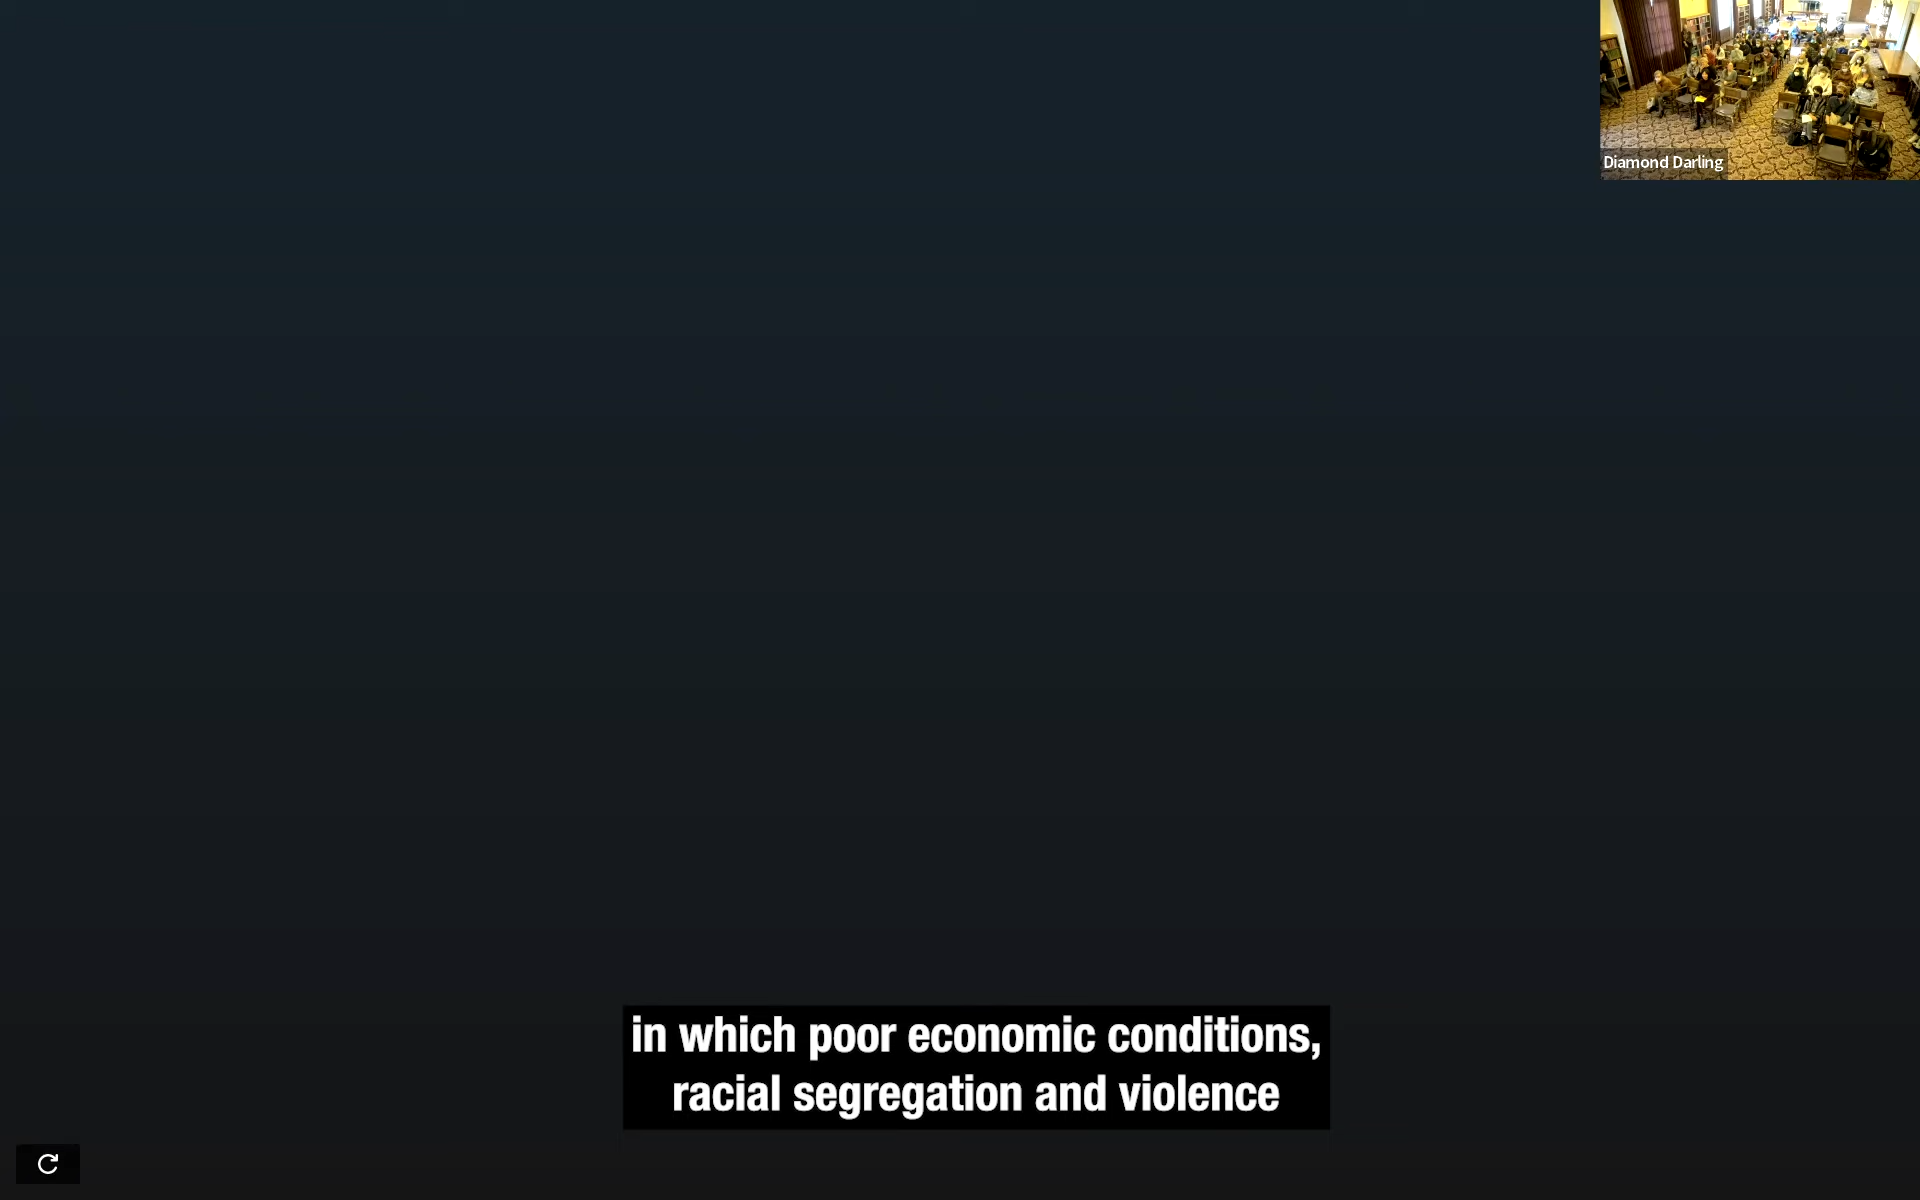 Diamond Darling
in which poor economic conditions,
racial segregation and violence